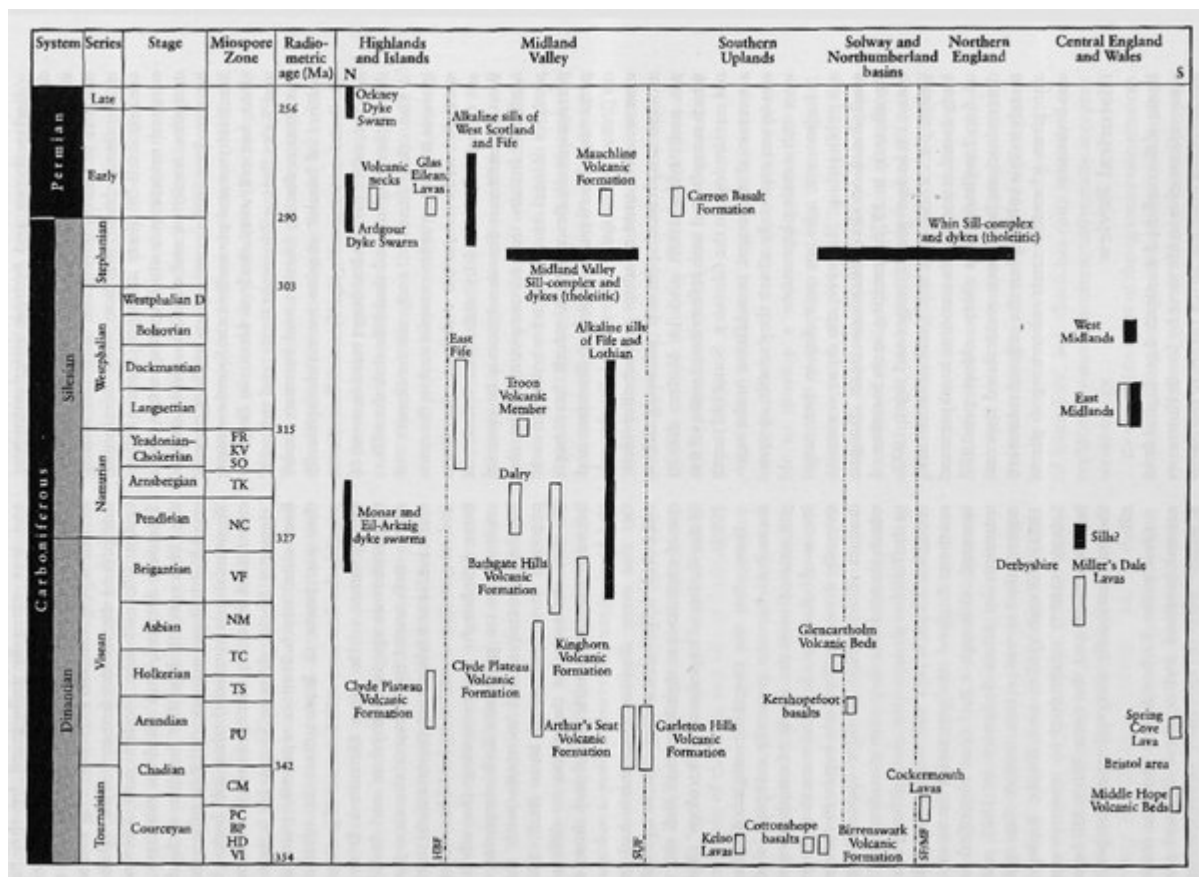 System
Series
Stage
Miospore
Zone
Radio-
metric
age (Ma)
Highlands
and Islands
N
Midland
Valley
Southern
Uplands
Solway and
Northumberland
basins
Northern
England
Central England
and Wales
S
Permian
Late
Early
Carboniferous
Silesian
Dinantian
Stephanian
Westphalian
Namurian
Visean
Tournaisian
Westphalian D
Bolsovian
Duckmantian
Langsettian
Yeadonian–
Chokerian
Arnsbergian
Pendleian
Brigantian
Asbian
Holkerian
Arundian
Chadian
Courceyan
FR
KV
SO
TK
NC
VF
NM
TC
TS
PU
CM
PC
BP
HD
VI
256
290
303
315
327
342
354
Orkney
Dyke
Swarm
Volcanic
necks
Glas
Eilean
Lavas
Ardgour
Dyke Swarm
Alkaline sills of
West Scotland
and Fife
Mauchline
Volcanic
Formation
Carron Basalt
Formation
Whin Sill-complex
and dykes (tholeiitic)
Midland Valley
Sill-complex and
dykes (tholeiitic)
East
Fife
Alkaline sills
of Fife and
Lothian
Troon
Volcanic
Member
West
Midlands
East
Midlands
Dalry
Monar and
Eil-Arkaig
dyke swarms
Bathgate Hills
Volcanic
Formation
Kinghorn
Volcanic
Formation
Sills?
Derbyshire
Miller's Dale
Lavas
Glencartholm
Volcanic Beds
Clyde Plateau
Volcanic
Formation
Clyde Plateau
Volcanic
Formation
Kershopefoot
basalts
Arthur's Seat
Volcanic
Formation
Garleton Hills
Volcanic
Formation
Spring
Cove
Lava
Bristol area
Cockermouth
Lavas
Middle Hope
Volcanic Beds
Kelso
Lavas
Cottonshope
basalts
Birrenswark
Volcanic
Formation
HBF
SUF